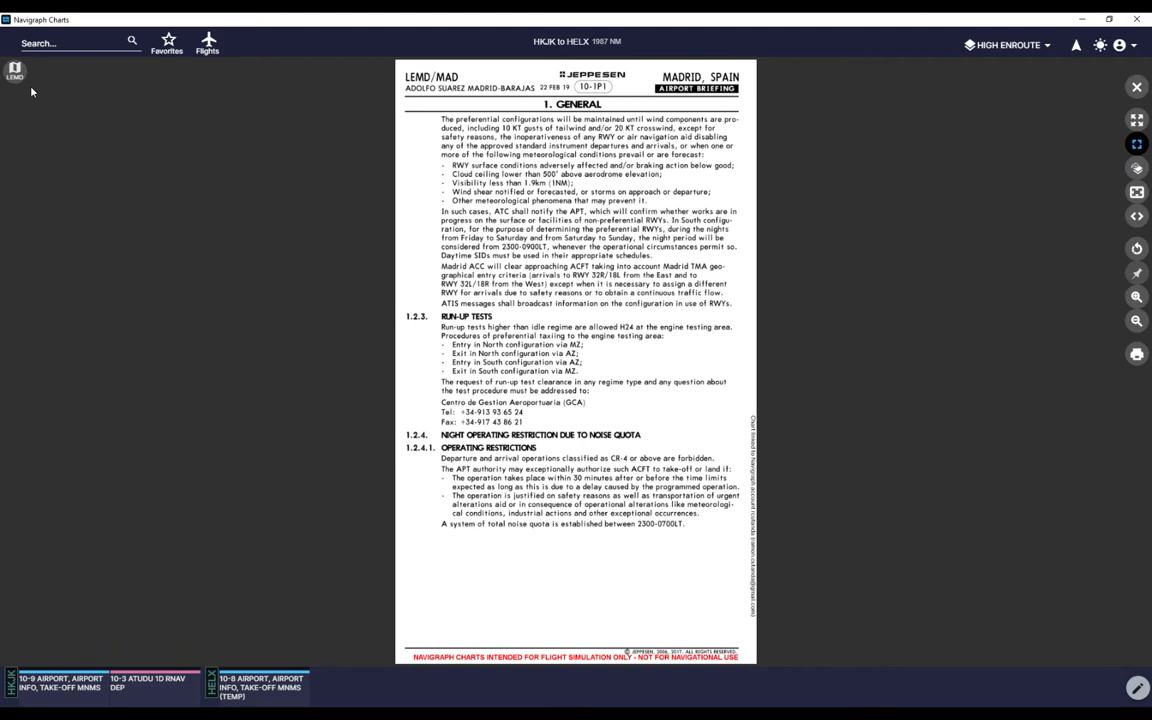 Navigraph Charts
Search...
Favorites
Flights
HKJK to HELX 1987 NM
HIGH ENROUTE
LEMD
LEMD/MAD
JEPPESEN
MADRID, SPAIN
ADOLFO SUAREZ MADRID-BARAJAS 22 FEB 19 10-1P1 AIRPORT BRIEFING
1. GENERAL
The preferential configurations will be maintained until wind components are pro-
duced, including 10 KT gusts of tailwind and/or 20 KT crosswind, except for
safety reasons, the inoperativeness of any RWY or air navigation aid disabling
any of the approved standard instrument departures and arrivals, or when one or
more of the following meteorological conditions prevail or are forecast:
- RWY surface conditions adversely affected and/or braking action below good;
- Cloud ceiling lower than 500' above aerodrome elevation;
- Visibility less than 1.9km (1NM);
- Wind shear notified or forecasted, or storms on approach or departure;
- Other meteorological phenomena that may prevent it.
In such cases, ATC shall notify the APT, which will confirm whether works are in
progress on the surface or facilities of non-preferential RWYs. In South configu-
ration, for the purpose of determining the preferential RWYs, during the nights
from Friday to Saturday and from Saturday to Sunday, the night period will be
considered from 2300-0900LT, whenever the operational circumstances permit so.
Daytime SIDs must be used in their appropriate schedules.
Madrid ACC will clear approaching ACFT taking into account Madrid TMA geo-
graphical entry criteria (arrivals to RWY 32R/18L from the East and to
RWY 32L/18R from the West) except when it is necessary to assign a different
RWY for arrivals due to safety reasons or to obtain a continuous traffic flow.
ATIS messages shall broadcast information on the configuration in use of RWYs.
1.2.3. RUN-UP TESTS
Run-up tests higher than idle regime are allowed H24 at the engine testing area.
Procedures of preferential taxiing to the engine testing area:
- Entry in North configuration via MZ;
- Exit in North configuration via AZ;
- Entry in South configuration via AZ;
- Exit in South configuration via MZ.
The request of run-up test clearance in any regime type and any question about
the test procedure must be addressed to:
Centro de Gestion Aeroportuaria (GCA)
Tel: +34-913 93 65 24
Fax: +34-917 43 86 21
1.2.4. NIGHT OPERATING RESTRICTION DUE TO NOISE QUOTA
1.2.4.1. OPERATING RESTRICTIONS
Departure and arrival operations classified as CR-4 or above are forbidden.
The APT authority may exceptionally authorize such ACFT to take-off or land if:
- The operation takes place within 30 minutes after or before the time limits
expected as long as this is due to a delay caused by the programmed operation.
- The operation is justified on safety reasons as well as transportation of urgent
alterations aid or in consequence of operational alterations like meteorologi-
cal conditions, industrial actions and other exceptional occurrences.
A system of total noise quota is established between 2300-0700LT.
Chart linked to Navigraph account rcutanda (ramon.cutanda@gmail.com)
© JEPPESEN, 2006, 2017. ALL RIGHTS RESERVED.
NAVIGRAPH CHARTS INTENDED FOR FLIGHT SIMULATION ONLY - NOT FOR NAVIGATIONAL USE
HKJK
10-9 AIRPORT, AIRPORT
INFO, TAKE-OFF MNMS
10-3 ATUDU 1D RNAV
DEP
HELX
10-8 AIRPORT, AIRPORT
INFO, TAKE-OFF MNMS
(TEMP)